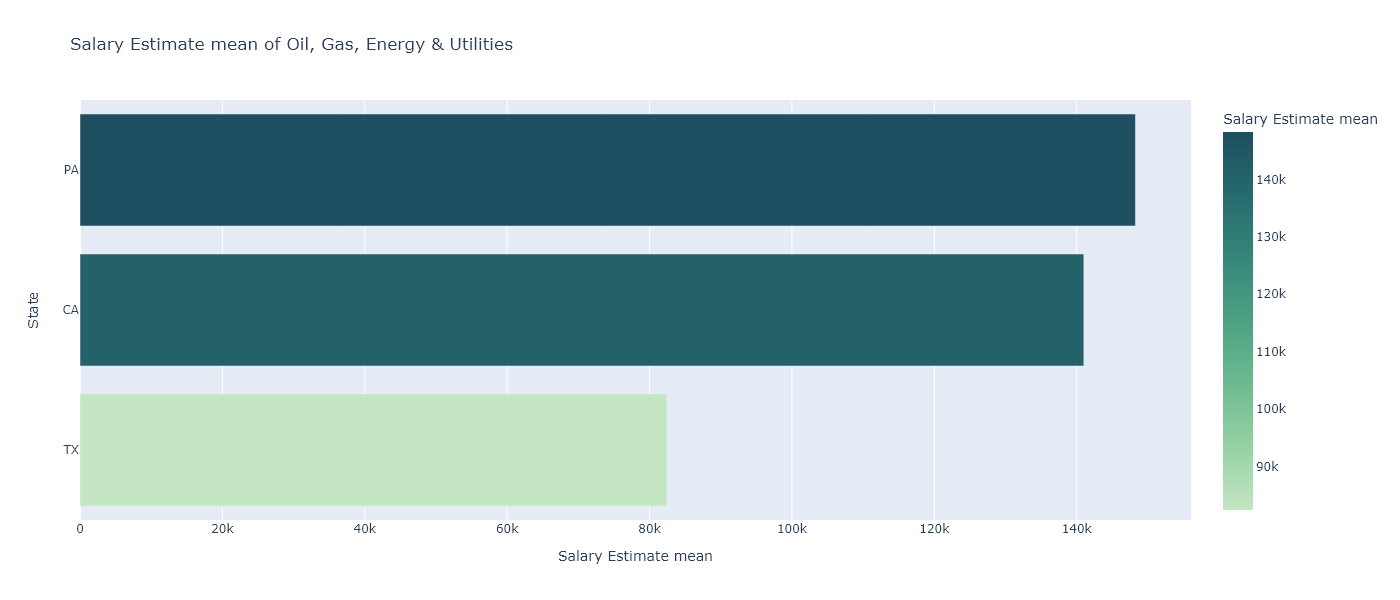 Salary Estimate mean of Oil, Gas, Energy & Utilities
State
PA
CA
TX
0 20k 40k 60k 80k 100k 120k 140k
Salary Estimate mean
Salary Estimate mean
140k
130k
120k
110k
100k
90k